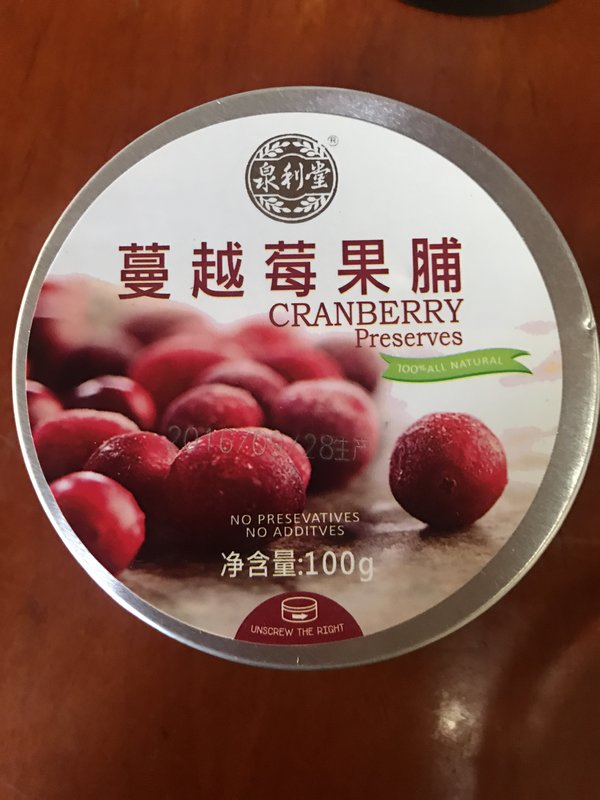 泉利堂
®
蔓越莓果脯
CRANBERRY
Preserves
100% ALL NATURAL
NO PRESEVATIVES
NO ADDITVES
净含量:100g
UNSCREW THE RIGHT